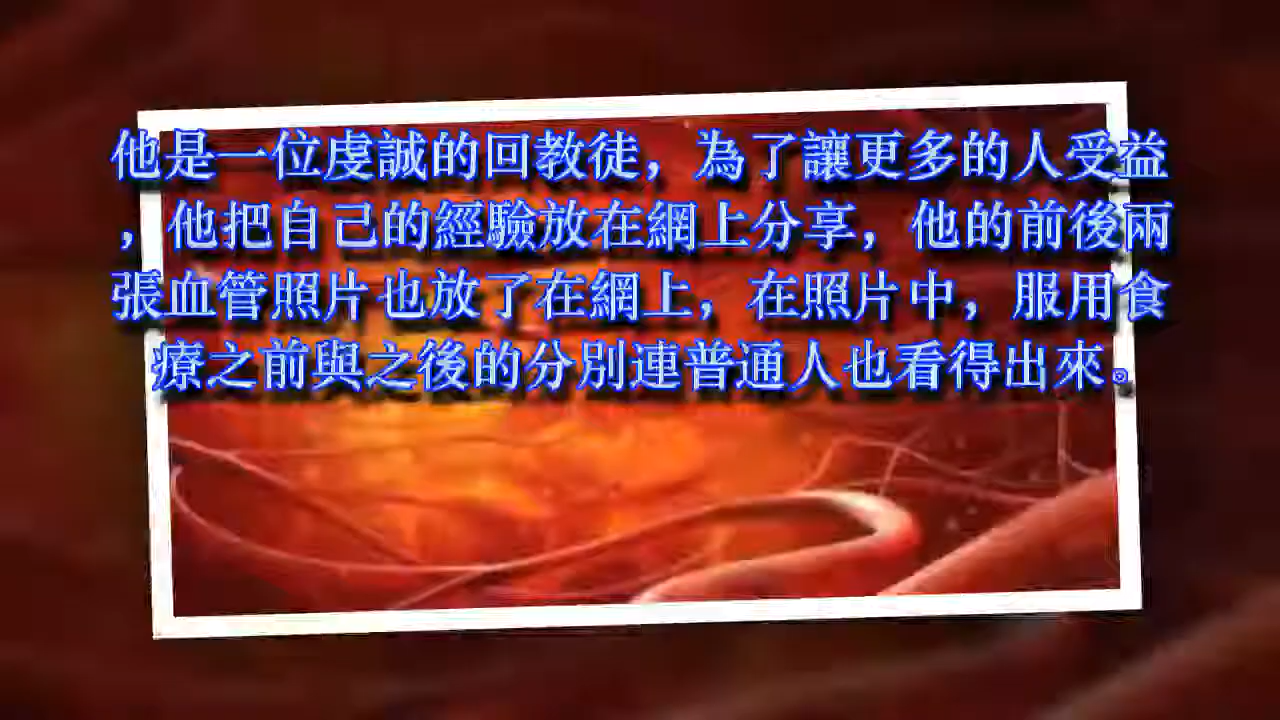 他是一位虔誠的回教徒，為了讓更多的人受益
，他把自己的經驗放在網上分享，他的前後兩
張血管照片也放了在網上，在照片中，服用食
療之前與之後的分別連普通人也看得出來。